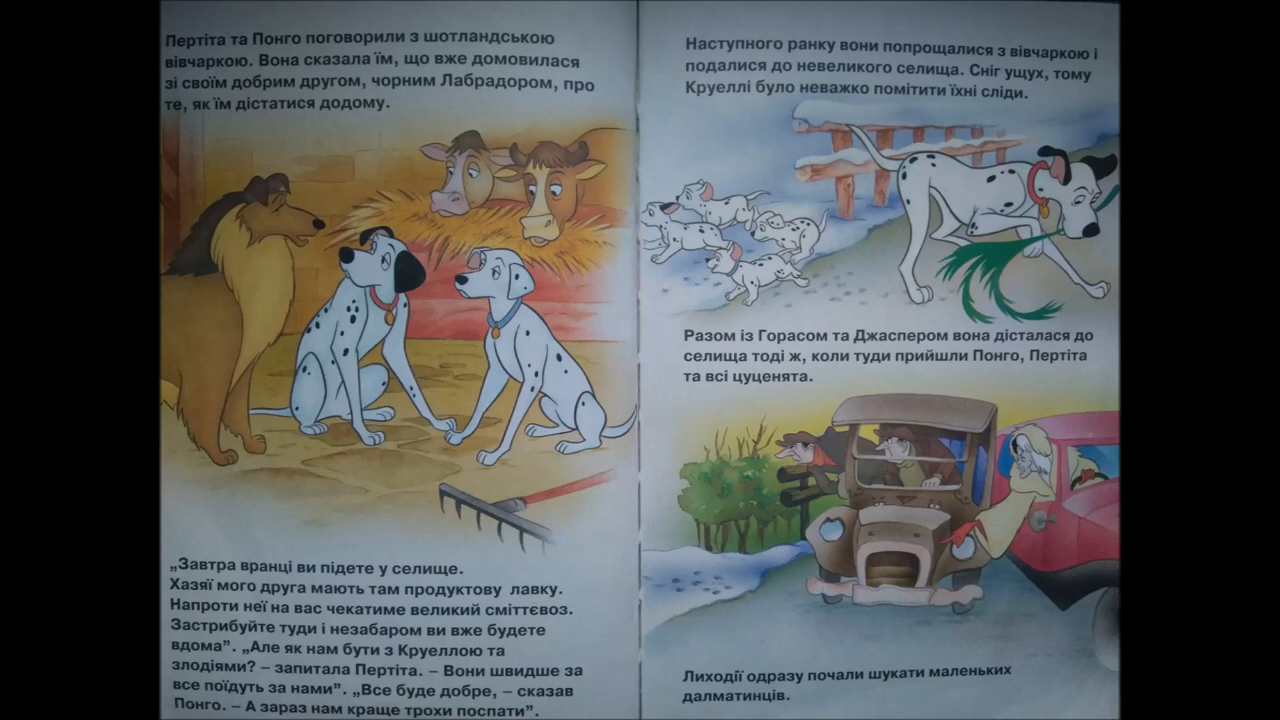 Пертіта та Понго поговорили з шотландською
вівчаркою. Вона сказала їм, що вже домовилася
зі своїм добрим другом, чорним Лабрадором, про
те, як їм дістатися додому.
„Завтра вранці ви підете у селище.
Хазяї мого друга мають там продуктову лавку.
Напроти неї на вас чекатиме великий сміттєвоз.
Застрибуйте туди і незабаром ви вже будете
вдома”. „Але як нам бути з Круеллою та
злодіями? – запитала Пертіта. – Вони швидше за
все поїдуть за нами”. „Все буде добре, – сказав
Понго. – А зараз нам краще трохи поспати”.
Наступного ранку вони попрощалися з вівчаркою і
подалися до невеликого селища. Сніг ущух, тому
Круеллі було неважко помітити їхні сліди.
Разом із Горасом та Джаспером вона дісталася до
селища тоді ж, коли туди прийшли Понго, Пертіта
та всі цуценята.
Лиходії одразу почали шукати маленьких
далматинців.